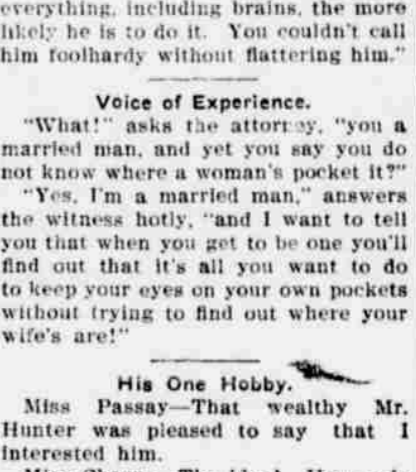 everything, including brains, the more
likely he is to do it. You couldn't call
him foolhardy without flattering him."
Voice of Experience.
"What!" asks the attorney, "you a
married man, and yet you say you do
not know where a woman's pocket it?"
"Yes, I'm a married man," answers
the witness hotly, "and I want to tell
you that when you get to be one you'll
find out that it's all you want to do
to keep your eyes on your own pockets
without trying to find out where your
wife's are!"
His One Hobby.
Miss Passay—That wealthy Mr.
Hunter was pleased to say that I
interested him.